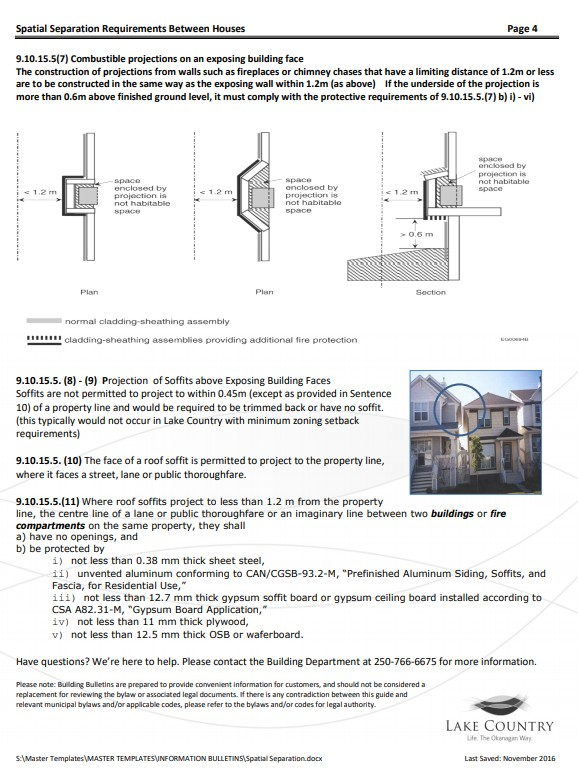 Spatial Separation Requirements Between Houses Page 4
9.10.15.5(7) Combustible projections on an exposing building face
The construction of projections from walls such as fireplaces or chimney chases that have a limiting distance of 1.2m or less
are to be constructed in the same way as the exposing wall within 1.2m (as above) If the underside of the projection is
more than 0.6m above finished ground level, it must comply with the protective requirements of 9.10.15.5.(7) b) i) - vi)
< 1.2 m
space
enclosed by
projection is
not habitable
space
Plan
< 1.2 m
space
enclosed by
projection is
not habitable
space
Plan
< 1.2 m
space
enclosed by
projection is
not habitable
space
> 0.6 m
Section
normal cladding-sheathing assembly
cladding-sheathing assemblies providing additional fire protection
9.10.15.5. (8) - (9) Projection of Soffits above Exposing Building Faces
Soffits are not permitted to project to within 0.45m (except as provided in Sentence
10) of a property line and would be required to be trimmed back or have no soffit.
(this typically would not occur in Lake Country with minimum zoning setback
requirements)
9.10.15.5. (10) The face of a roof soffit is permitted to project to the property line,
where it faces a street, lane or public thoroughfare.
9.10.15.5.(11) Where roof soffits project to less than 1.2 m from the property
line, the centre line of a lane or public thoroughfare or an imaginary line between two buildings or fire
compartments on the same property, they shall
a) have no openings, and
b) be protected by
i) not less than 0.38 mm thick sheet steel,
ii) unvented aluminum conforming to CAN/CGSB-93.2-M, “Prefinished Aluminum Siding, Soffits, and
Fascia, for Residential Use,”
iii) not less than 12.7 mm thick gypsum soffit board or gypsum ceiling board installed according to
CSA A82.31-M, “Gypsum Board Application,”
iv) not less than 11 mm thick plywood,
v) not less than 12.5 mm thick OSB or waferboard.
Have questions? We’re here to help. Please contact the Building Department at 250-766-6675 for more information.
Please note: Building Bulletins are prepared to provide convenient information for customers, and should not be considered a
replacement for reviewing the bylaw or associated legal documents. If there is any contradiction between this guide and
relevant municipal bylaws and/or applicable codes, please refer to the bylaws and/or codes for legal authority.
LAKE COUNTRY
Life. The Okanagan Way.
S:\Master Templates\MASTER TEMPLATES\INFORMATION BULLETINS\Spatial Separation.docx Last Saved: November 2016